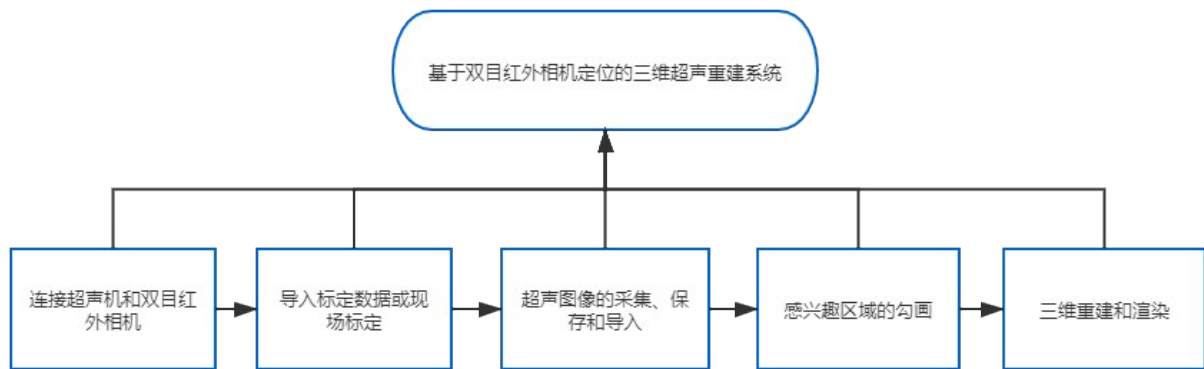 基于双目红外相机定位的三维超声重建系统
连接超声机和双目红
外相机
导入标定数据或现
场标定
超声图像的采集、保
存和导入
感兴趣区域的勾画
三维重建和渲染